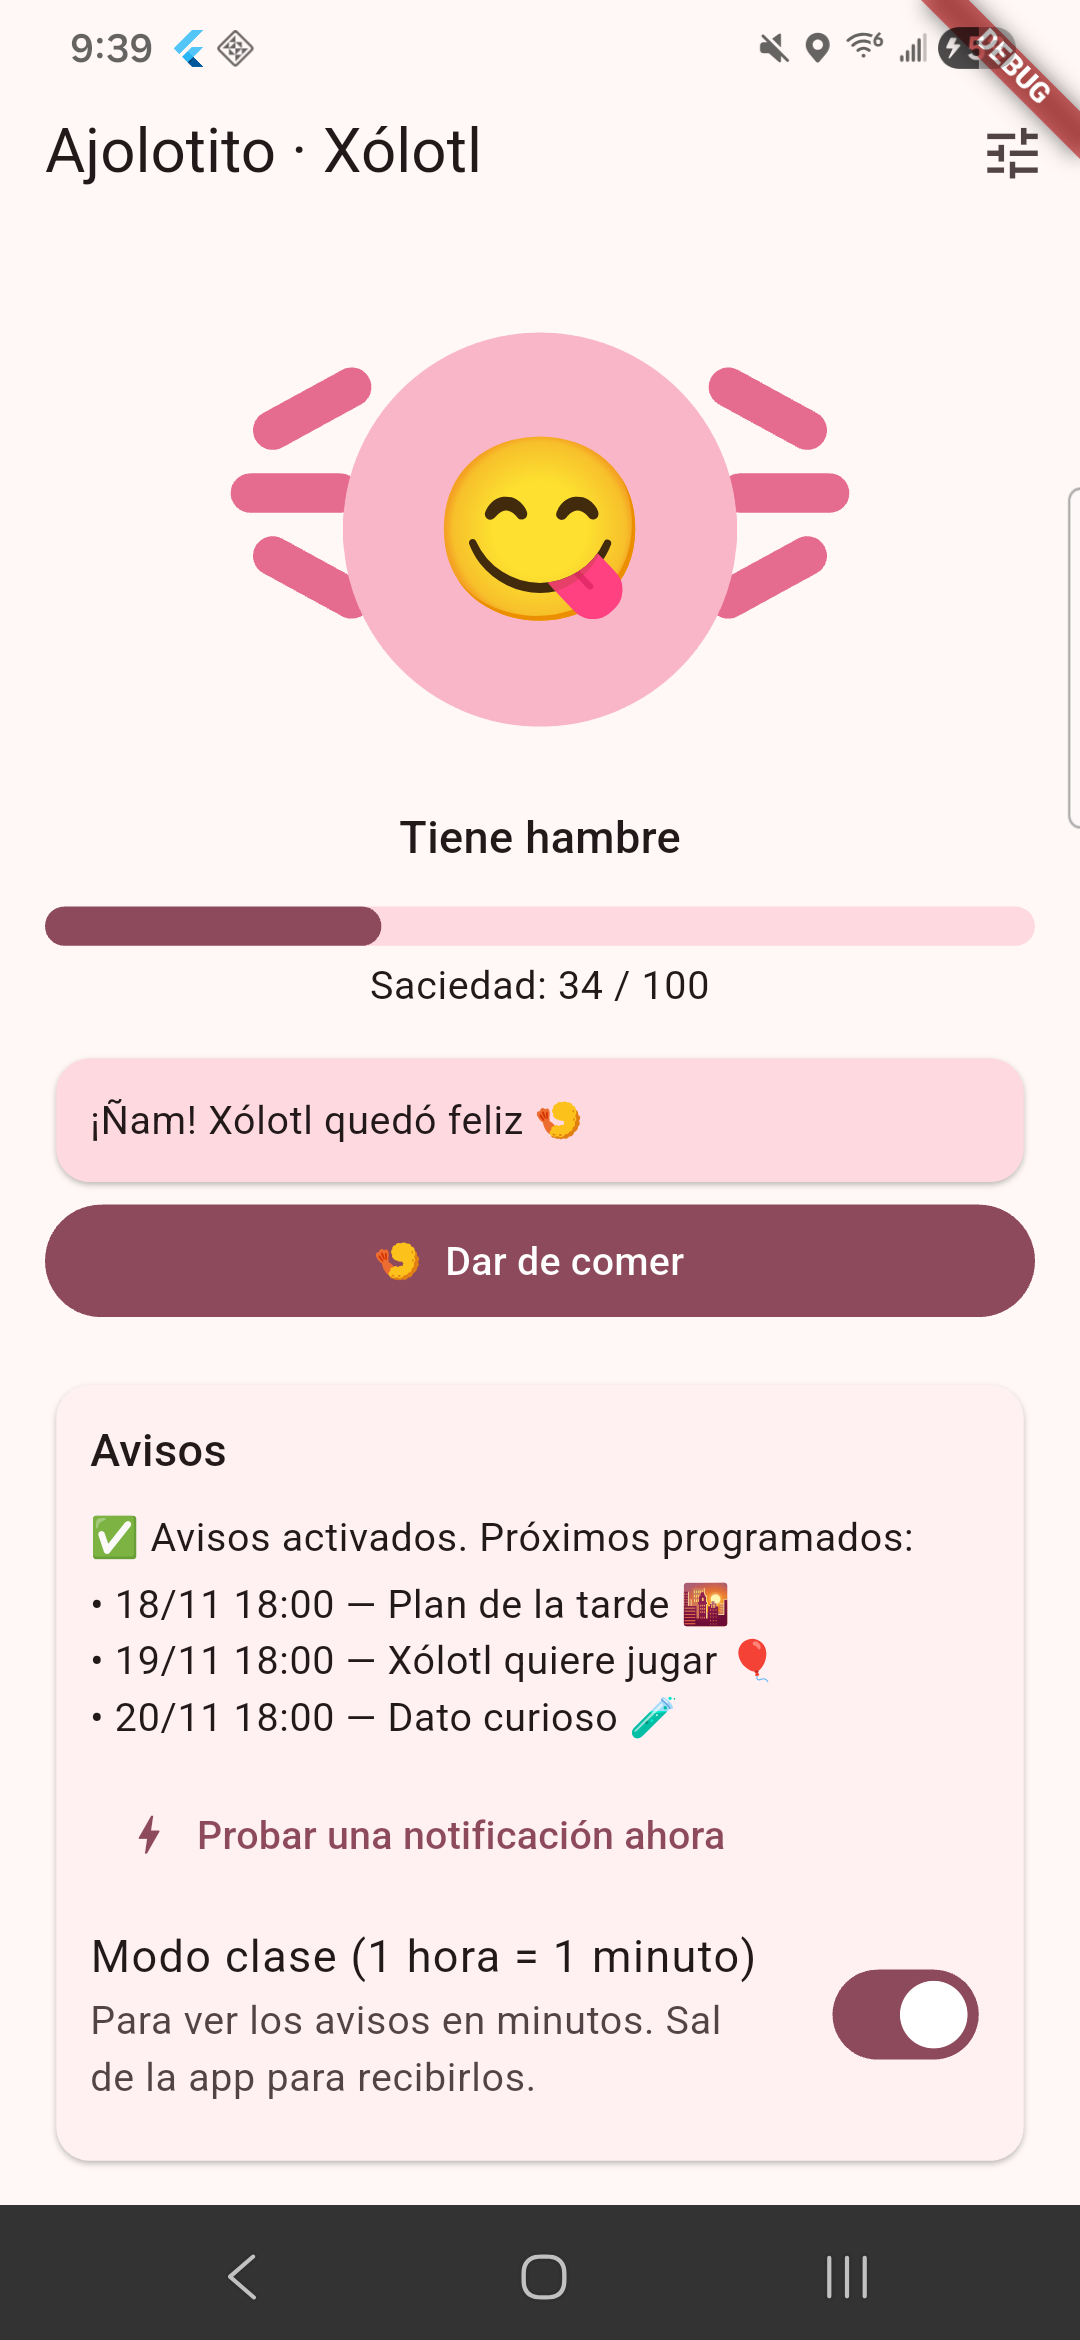 9:39
DEBUG
Ajolotito · Xólotl
Tiene hambre
Saciedad: 34 / 100
¡Ñam! Xólotl quedó feliz 🍤
🍤 Dar de comer
Avisos
✅ Avisos activados. Próximos programados:
• 18/11 18:00 — Plan de la tarde 🌇
• 19/11 18:00 — Xólotl quiere jugar 🎈
• 20/11 18:00 — Dato curioso 🧪
Probar una notificación ahora
Modo clase (1 hora = 1 minuto)
Para ver los avisos en minutos. Sal
de la app para recibirlos.